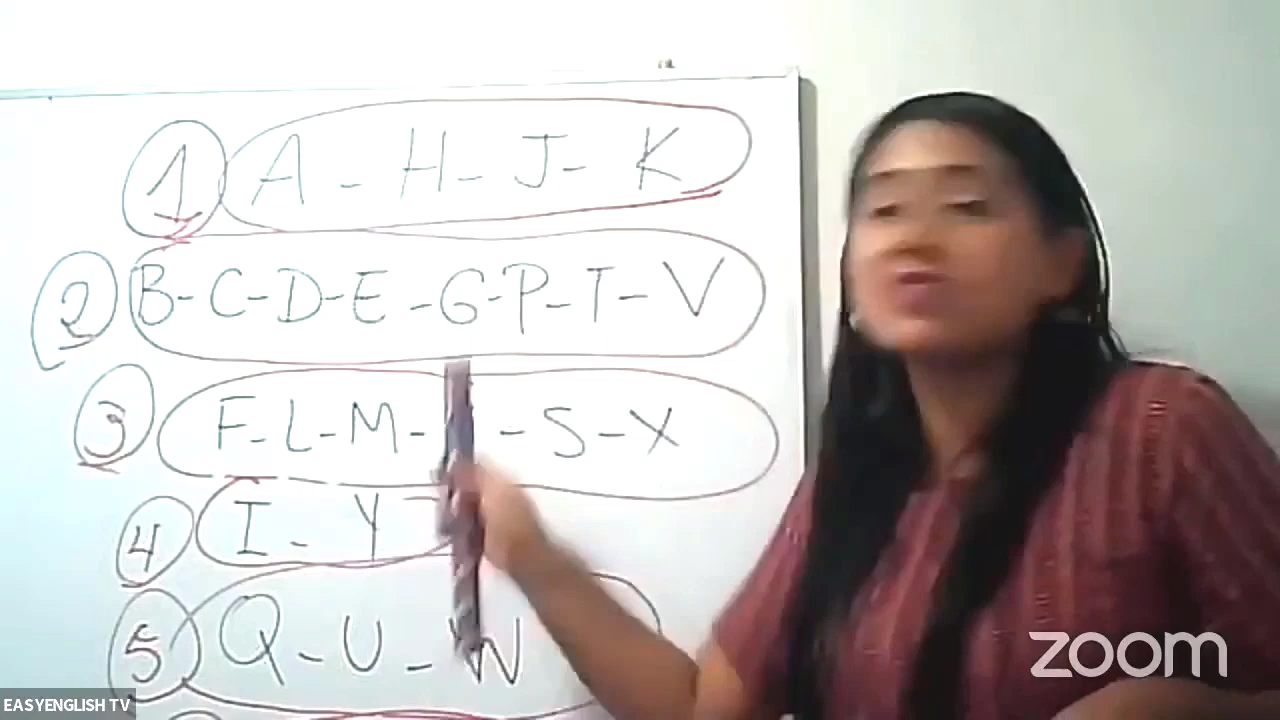 1 A - H - J - K
2 B - C - D - E - G - P - T - V
3 F - L - M - - S - X
4 I - Y
5 Q - U - W
zoom
EASYENGLISH TV